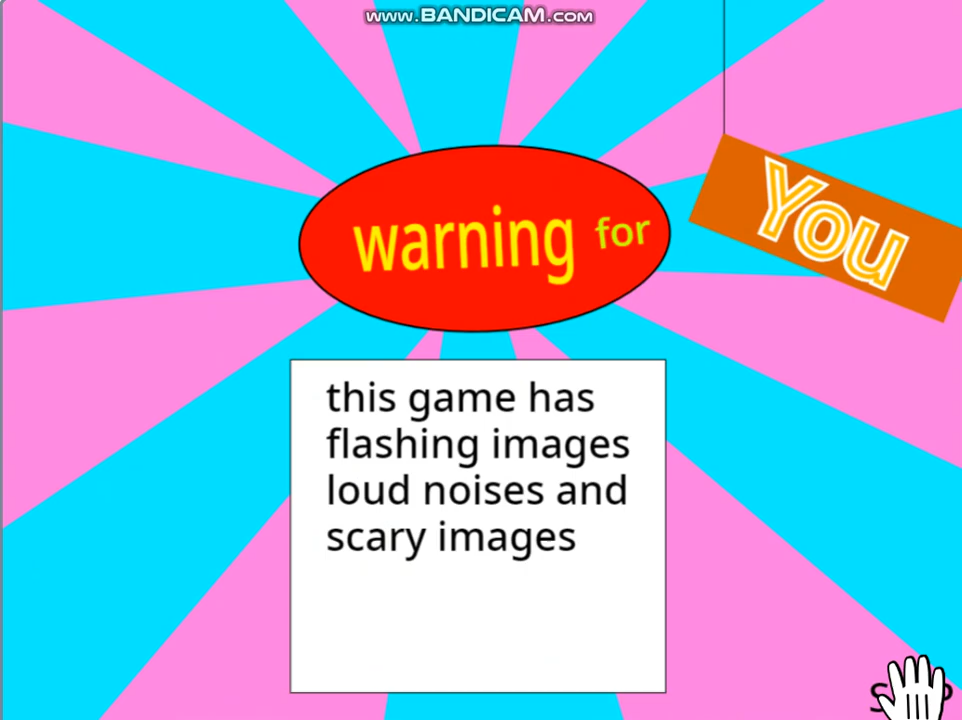 www.BANDICAM.com
warning for
You
this game has
flashing images
loud noises and
scary images